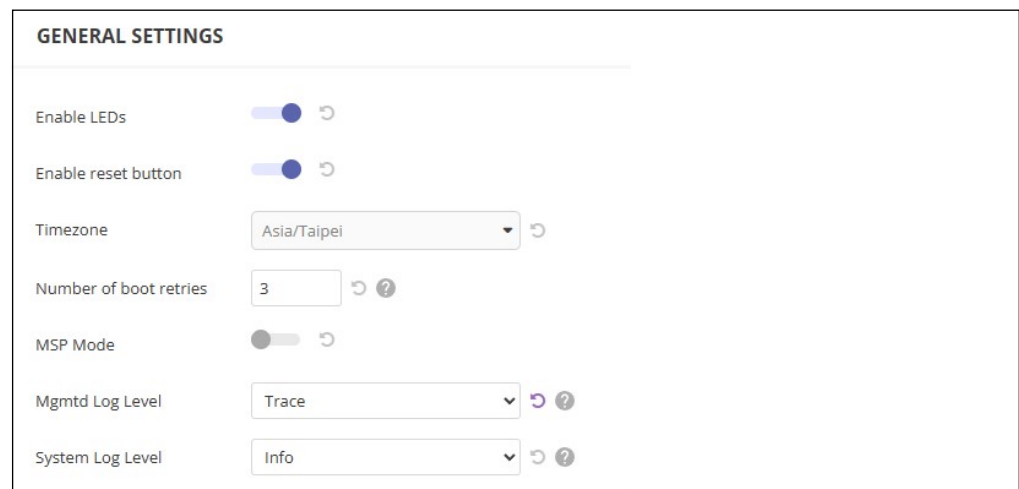 GENERAL SETTINGS
Enable LEDs
Enable reset button
Timezone Asia/Taipei
Number of boot retries 3
MSP Mode
Mgmtd Log Level Trace
System Log Level Info